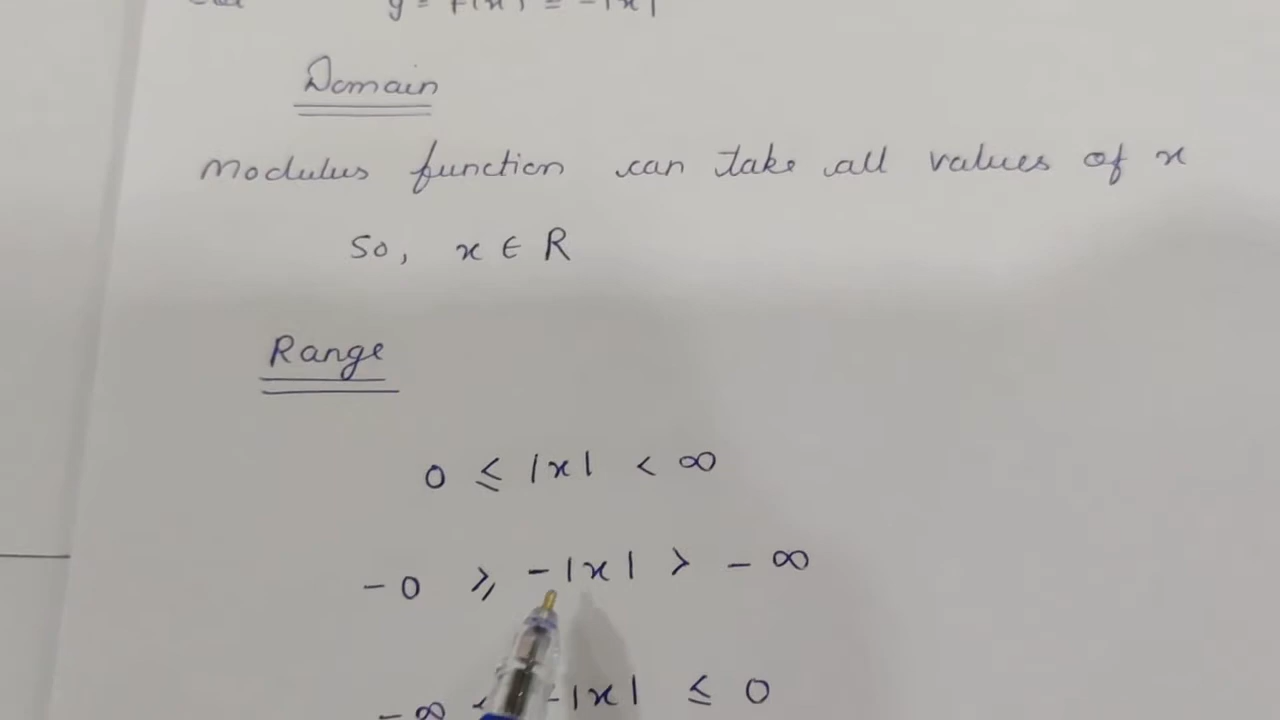 y = f(x) = -|x|
Domain
Modulus function can take all values of x
So, x ∈ R
Range
0 ≤ |x| < ∞
-0 ≥ -|x| > -∞
-∞ < -|x| ≤ 0